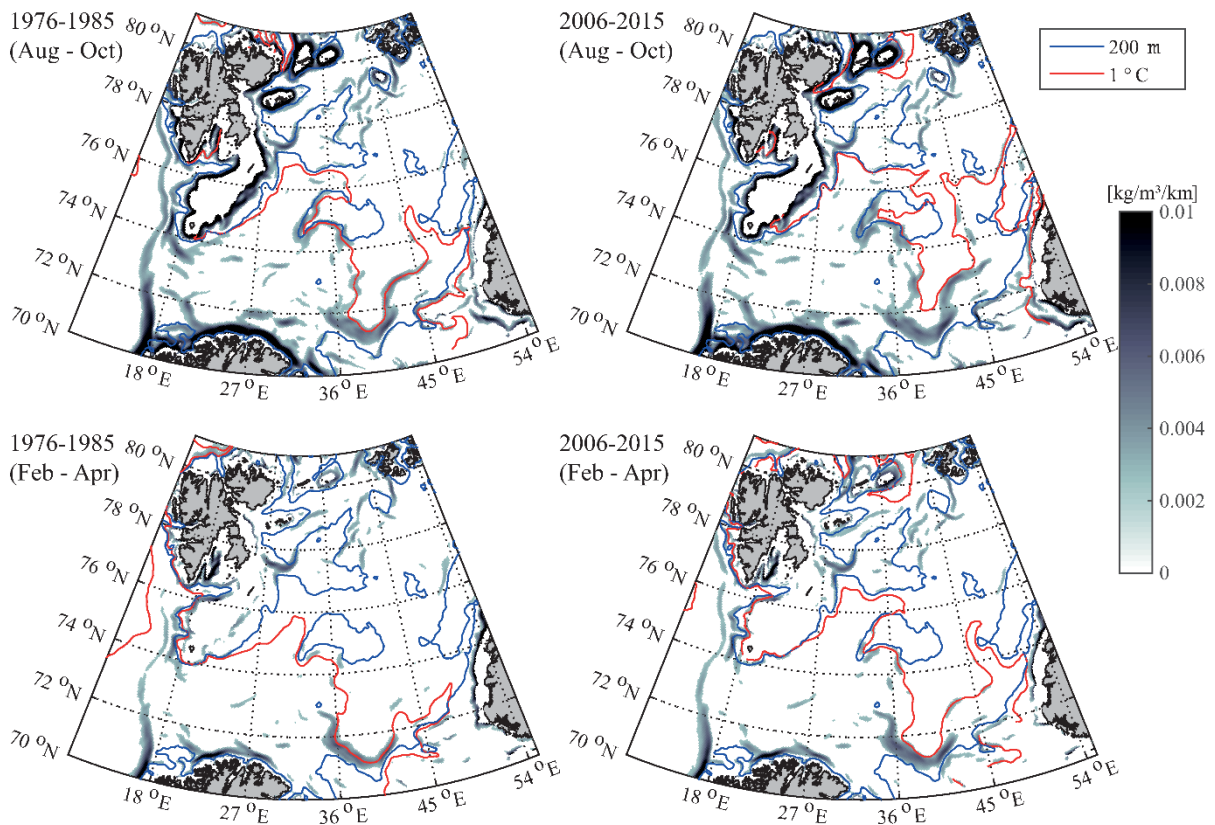 1976-1985
(Aug - Oct)
80 °N
78 °N
76 °N
74 °N
72 °N
70 °N
18 °E
27 °E
36 °E
45 °E
54 °E
2006-2015
(Aug - Oct)
80 °N
78 °N
76 °N
74 °N
72 °N
70 °N
18 °E
27 °E
36 °E
45 °E
54 °E
200 m
1 °C
[kg/m³/km]
0.01
0.008
0.006
0.004
0.002
0
1976-1985
(Feb - Apr)
80 °N
78 °N
76 °N
74 °N
72 °N
70 °N
18 °E
27 °E
36 °E
45 °E
54 °E
2006-2015
(Feb - Apr)
80 °N
78 °N
76 °N
74 °N
72 °N
70 °N
18 °E
27 °E
36 °E
45 °E
54 °E